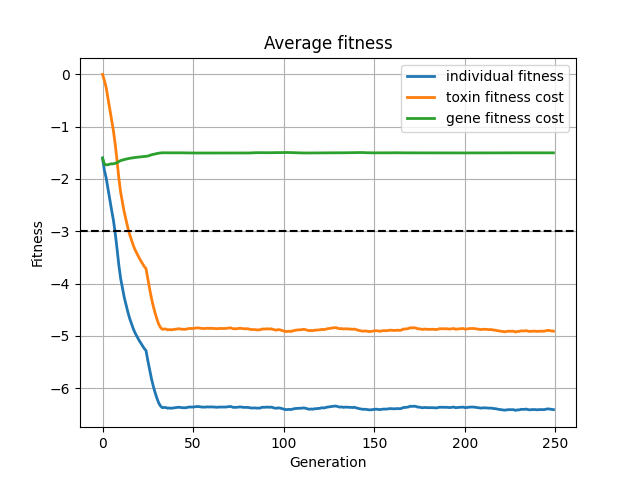 Average fitness
individual fitness
toxin fitness cost
gene fitness cost
Fitness
0
−1
−2
−3
−4
−5
−6
0 50 100 150 200 250
Generation